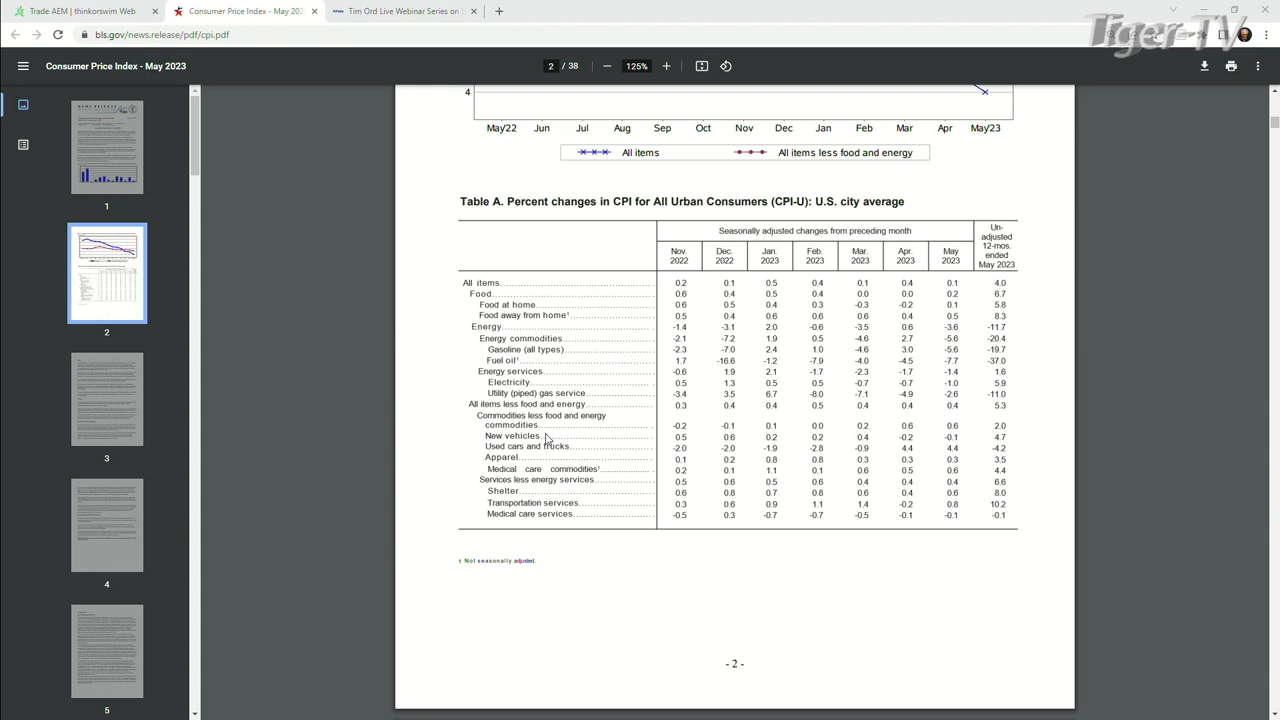 Trade AEM | thinkorswim Web
Consumer Price Index - May 202
Tim Ord Live Webinar Series on
bls.gov/news.release/pdf/cpi.pdf
Tiger-TV
Consumer Price Index - May 2023
2 / 38
125%
4
May'22 Jun Jul Aug Sep Oct Nov Dec Jan Feb Mar Apr May'23
All items All items less food and energy
Table A. Percent changes in CPI for All Urban Consumers (CPI-U): U.S. city average
Seasonally adjusted changes from preceding month
Un-
adjusted
12-mos.
ended
May 2023
Nov. 2022 Dec. 2022 Jan. 2023 Feb. 2023 Mar. 2023 Apr. 2023 May 2023
All items 0.2 0.1 0.5 0.4 0.1 0.4 0.1 4.0
Food 0.6 0.4 0.5 0.4 0.0 0.0 0.2 6.7
Food at home 0.6 0.5 0.4 0.3 -0.3 -0.2 0.1 5.8
Food away from home¹ 0.5 0.4 0.6 0.6 0.6 0.4 0.5 8.3
Energy -1.4 -3.1 2.0 -0.6 -3.5 0.6 -3.6 -11.7
Energy commodities -2.1 -7.2 1.9 0.5 -4.6 2.7 -5.6 -20.4
Gasoline (all types) -2.3 -7.0 2.4 1.0 -4.6 3.0 -5.6 -19.7
Fuel oil¹ 1.7 -16.6 -1.2 -7.9 -4.0 -4.5 -7.7 -37.0
Energy services -0.6 1.9 2.1 -1.7 -2.3 -1.7 -1.4 1.6
Electricity 0.5 1.3 0.5 0.5 -0.7 -0.7 -1.0 5.9
Utility (piped) gas service -3.4 3.5 6.7 -8.0 -7.1 -4.9 -2.6 -11.0
All items less food and energy 0.3 0.4 0.4 0.5 0.4 0.4 0.4 5.3
Commodities less food and energy
commodities -0.2 -0.1 0.1 0.0 0.2 0.6 0.6 2.0
New vehicles 0.5 0.6 0.2 0.2 0.4 -0.2 -0.1 4.7
Used cars and trucks -2.0 -2.0 -1.9 -2.8 -0.9 4.4 4.4 -4.2
Apparel 0.1 0.2 0.8 0.8 0.3 0.3 0.3 3.5
Medical care commodities¹ 0.2 0.1 1.1 0.1 0.6 0.5 0.6 4.4
Services less energy services 0.5 0.6 0.5 0.6 0.4 0.4 0.4 6.6
Shelter 0.6 0.8 0.7 0.8 0.6 0.4 0.6 8.0
Transportation services 0.3 0.6 0.9 1.1 1.4 -0.2 0.8 10.2
Medical care services -0.5 0.3 -0.7 -0.7 -0.5 -0.1 -0.1 -0.1
¹ Not seasonally adjusted.
- 2 -
1
2
3
4
5